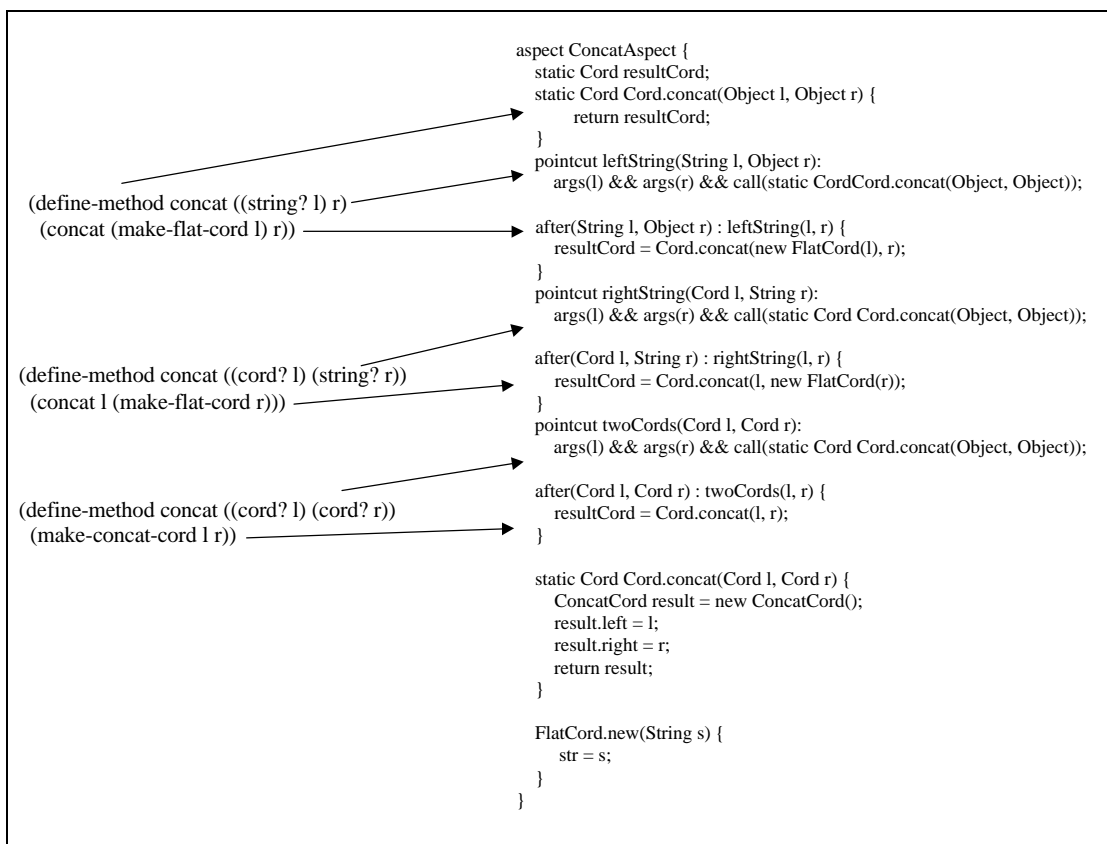 (define-method concat ((string? l) r)
(concat (make-flat-cord l) r))
(define-method concat ((cord? l) (string? r))
(concat l (make-flat-cord r)))
(define-method concat ((cord? l) (cord? r))
(make-concat-cord l r))
aspect ConcatAspect {
static Cord resultCord;
static Cord Cord.concat(Object l, Object r) {
return resultCord;
}
pointcut leftString(String l, Object r):
args(l) && args(r) && call(static CordCord.concat(Object, Object));
after(String l, Object r) : leftString(l, r) {
resultCord = Cord.concat(new FlatCord(l), r);
}
pointcut rightString(Cord l, String r):
args(l) && args(r) && call(static Cord Cord.concat(Object, Object));
after(Cord l, String r) : rightString(l, r) {
resultCord = Cord.concat(l, new FlatCord(r));
}
pointcut twoCords(Cord l, Cord r):
args(l) && args(r) && call(static Cord Cord.concat(Object, Object));
after(Cord l, Cord r) : twoCords(l, r) {
resultCord = Cord.concat(l, r);
}
static Cord Cord.concat(Cord l, Cord r) {
ConcatCord result = new ConcatCord();
result.left = l;
result.right = r;
return result;
}
FlatCord.new(String s) {
str = s;
}
}